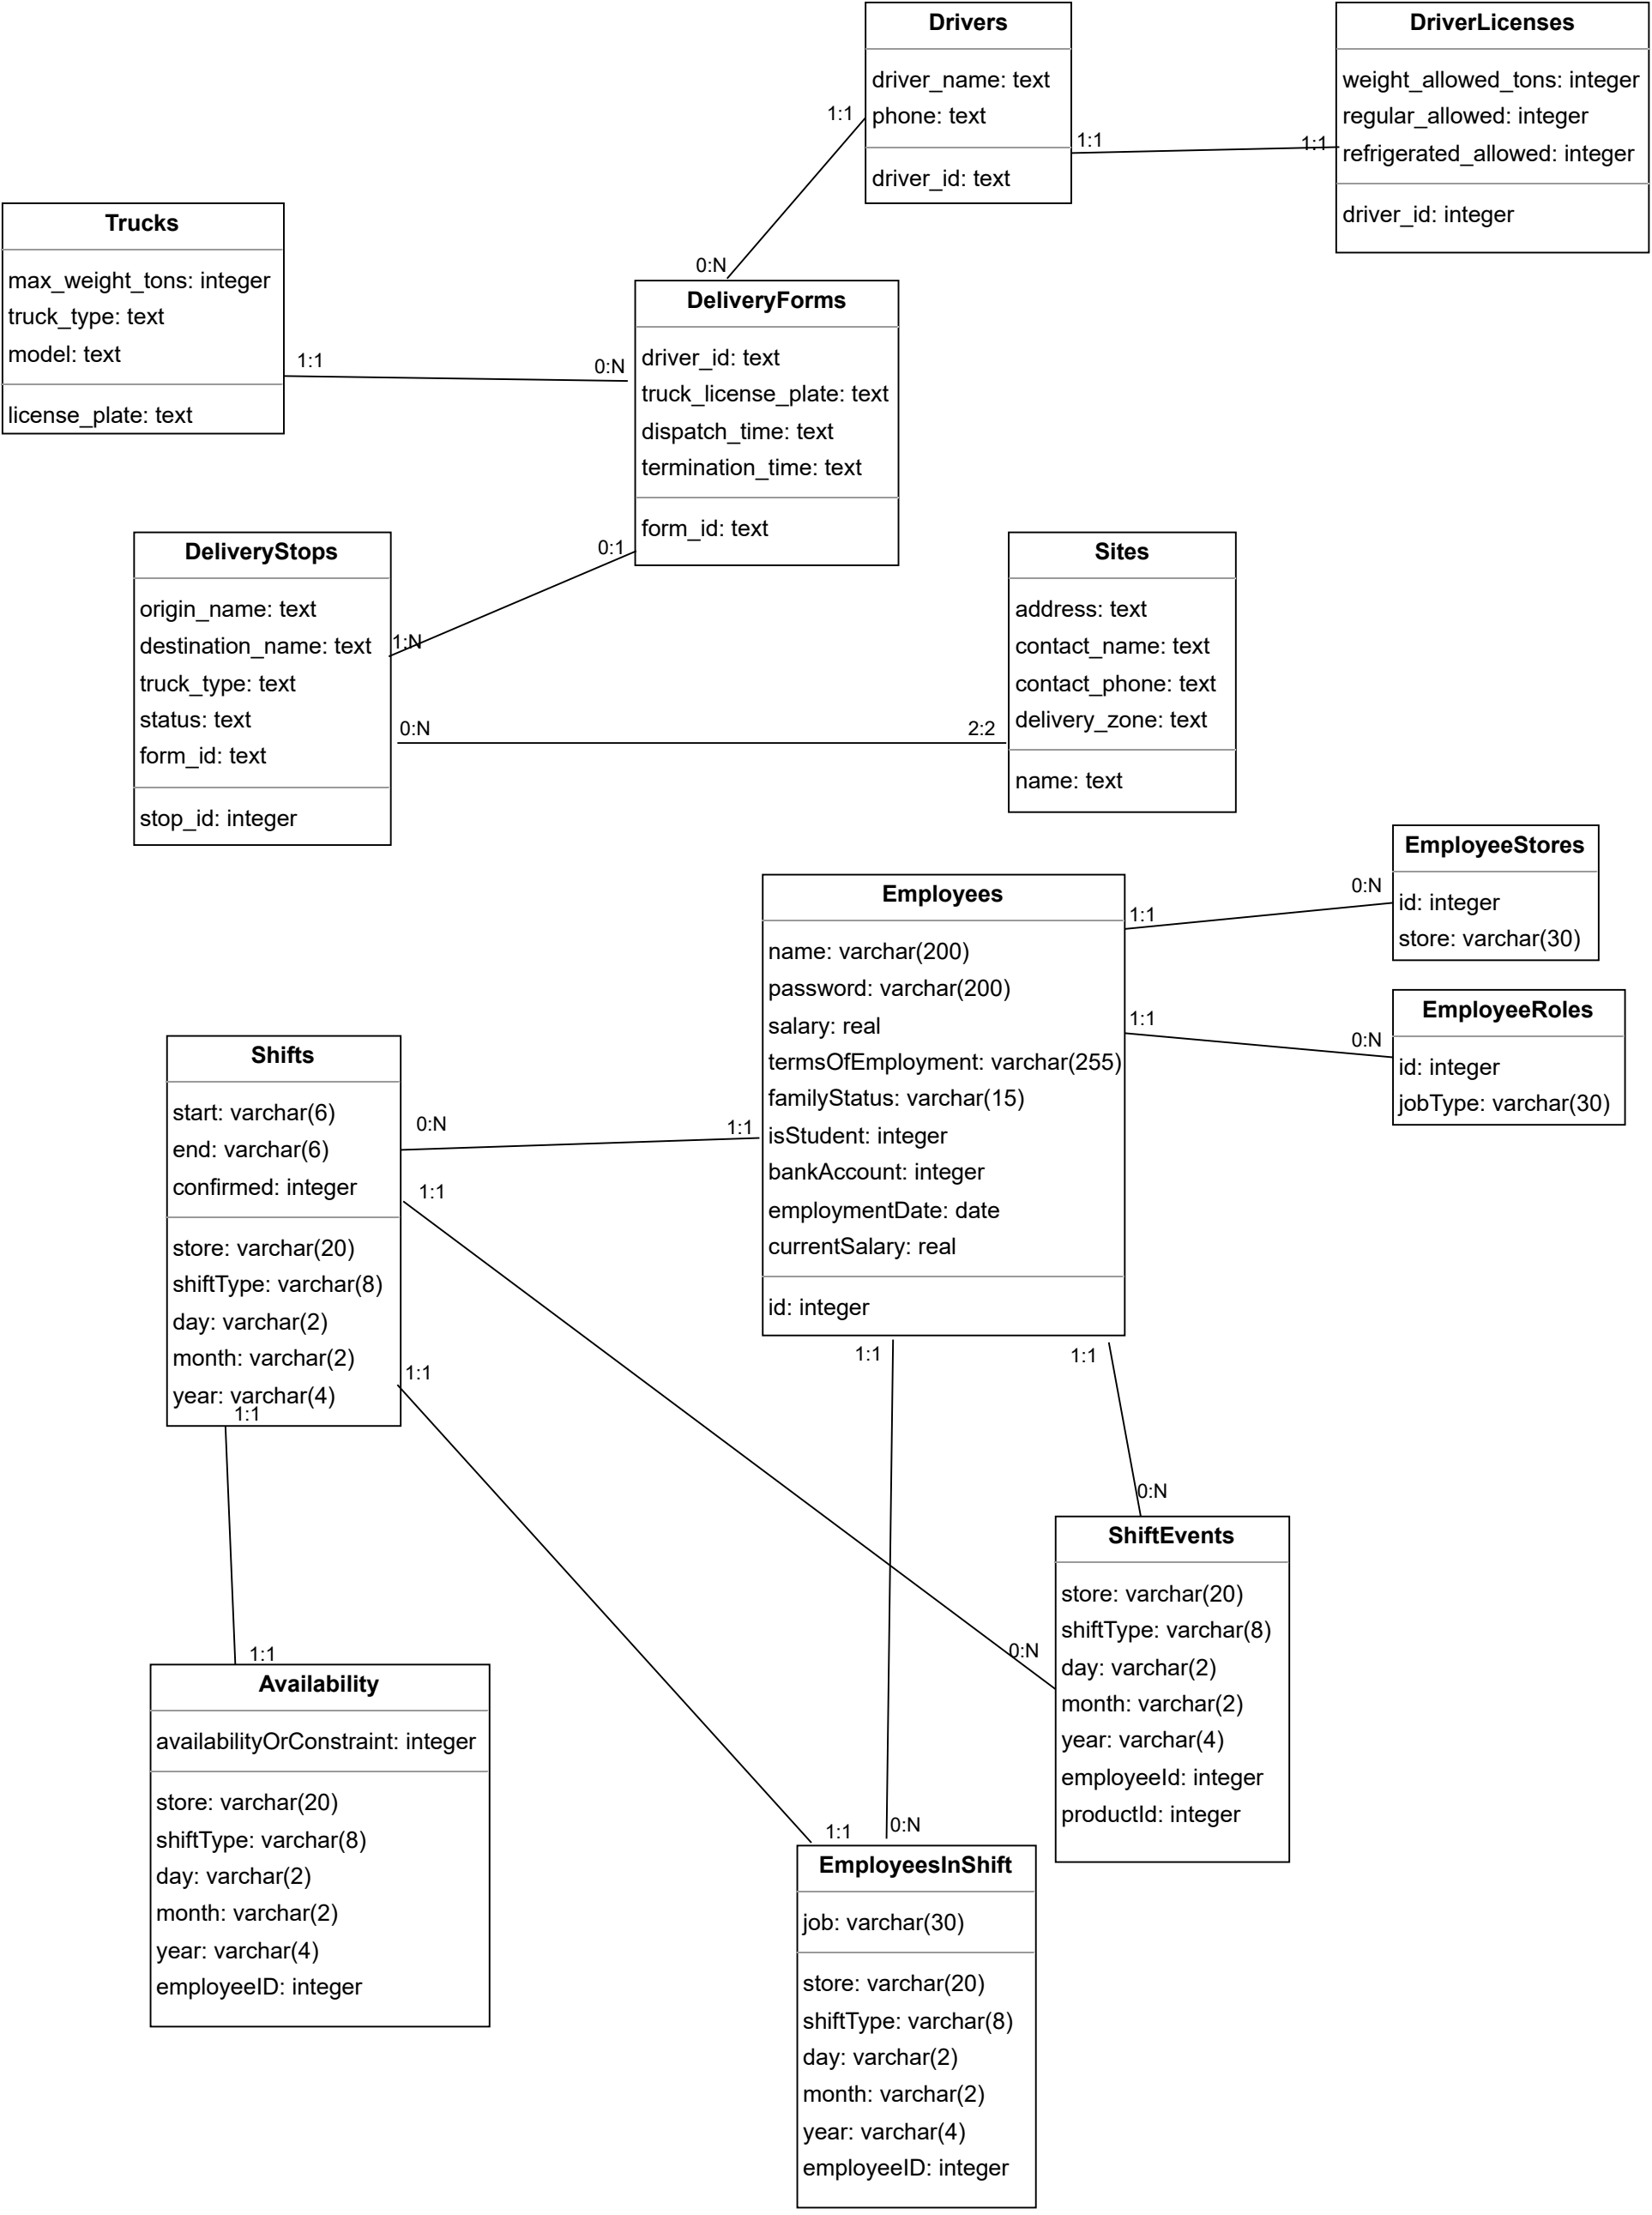 Drivers
driver_name: text
phone: text
driver_id: text
DriverLicenses
weight_allowed_tons: integer
regular_allowed: integer
refrigerated_allowed: integer
driver_id: integer
1:1
1:1
1:1
0:N
Trucks
max_weight_tons: integer
truck_type: text
model: text
license_plate: text
1:1
0:N
DeliveryForms
driver_id: text
truck_license_plate: text
dispatch_time: text
termination_time: text
form_id: text
0:1
1:N
DeliveryStops
origin_name: text
destination_name: text
truck_type: text
status: text
form_id: text
stop_id: integer
0:N
2:2
Sites
address: text
contact_name: text
contact_phone: text
delivery_zone: text
name: text
Employees
name: varchar(200)
password: varchar(200)
salary: real
termsOfEmployment: varchar(255)
familyStatus: varchar(15)
isStudent: integer
bankAccount: integer
employmentDate: date
currentSalary: real
id: integer
1:1
0:N
EmployeeStores
id: integer
store: varchar(30)
1:1
0:N
EmployeeRoles
id: integer
jobType: varchar(30)
Shifts
start: varchar(6)
end: varchar(6)
confirmed: integer
store: varchar(20)
shiftType: varchar(8)
day: varchar(2)
month: varchar(2)
year: varchar(4)
0:N
1:1
1:1
1:1
1:1
1:1
1:1
0:N
0:N
1:1
Availability
availabilityOrConstraint: integer
store: varchar(20)
shiftType: varchar(8)
day: varchar(2)
month: varchar(2)
year: varchar(4)
employeeID: integer
ShiftEvents
store: varchar(20)
shiftType: varchar(8)
day: varchar(2)
month: varchar(2)
year: varchar(4)
employeeId: integer
productId: integer
1:1
0:N
EmployeesInShift
job: varchar(30)
store: varchar(20)
shiftType: varchar(8)
day: varchar(2)
month: varchar(2)
year: varchar(4)
employeeID: integer